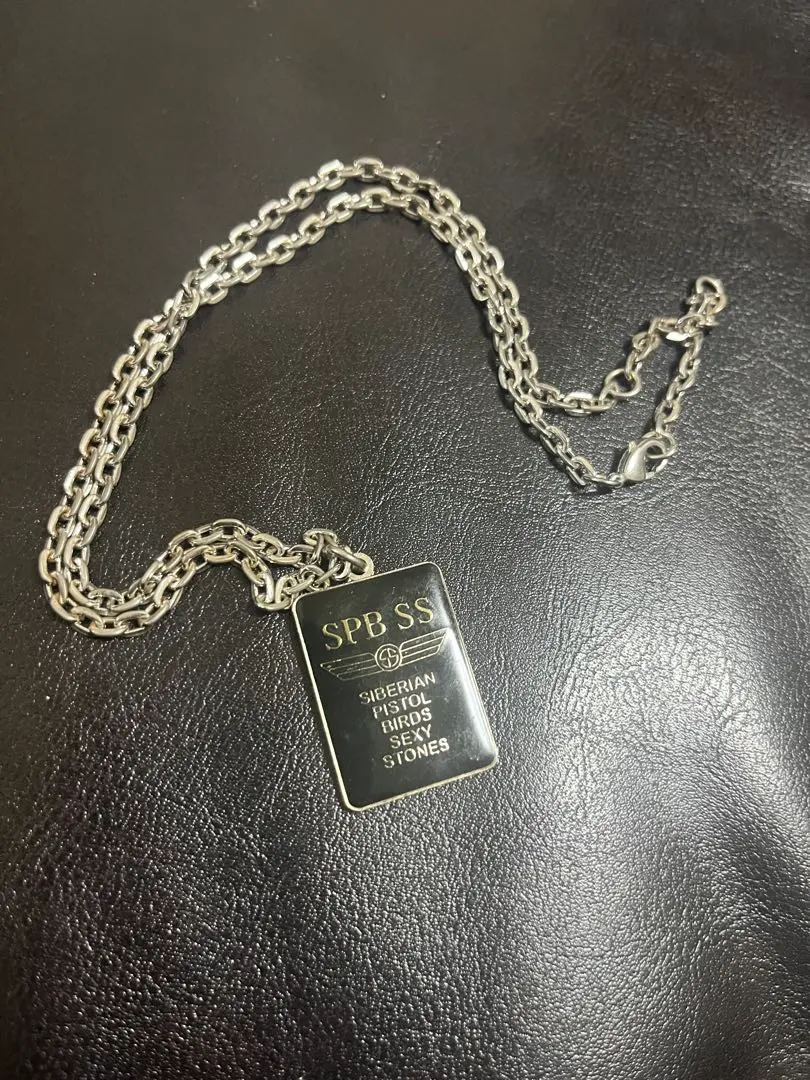 SPB SS
SIBERIAN
PISTOL
BIRDS
SEXY
STONES